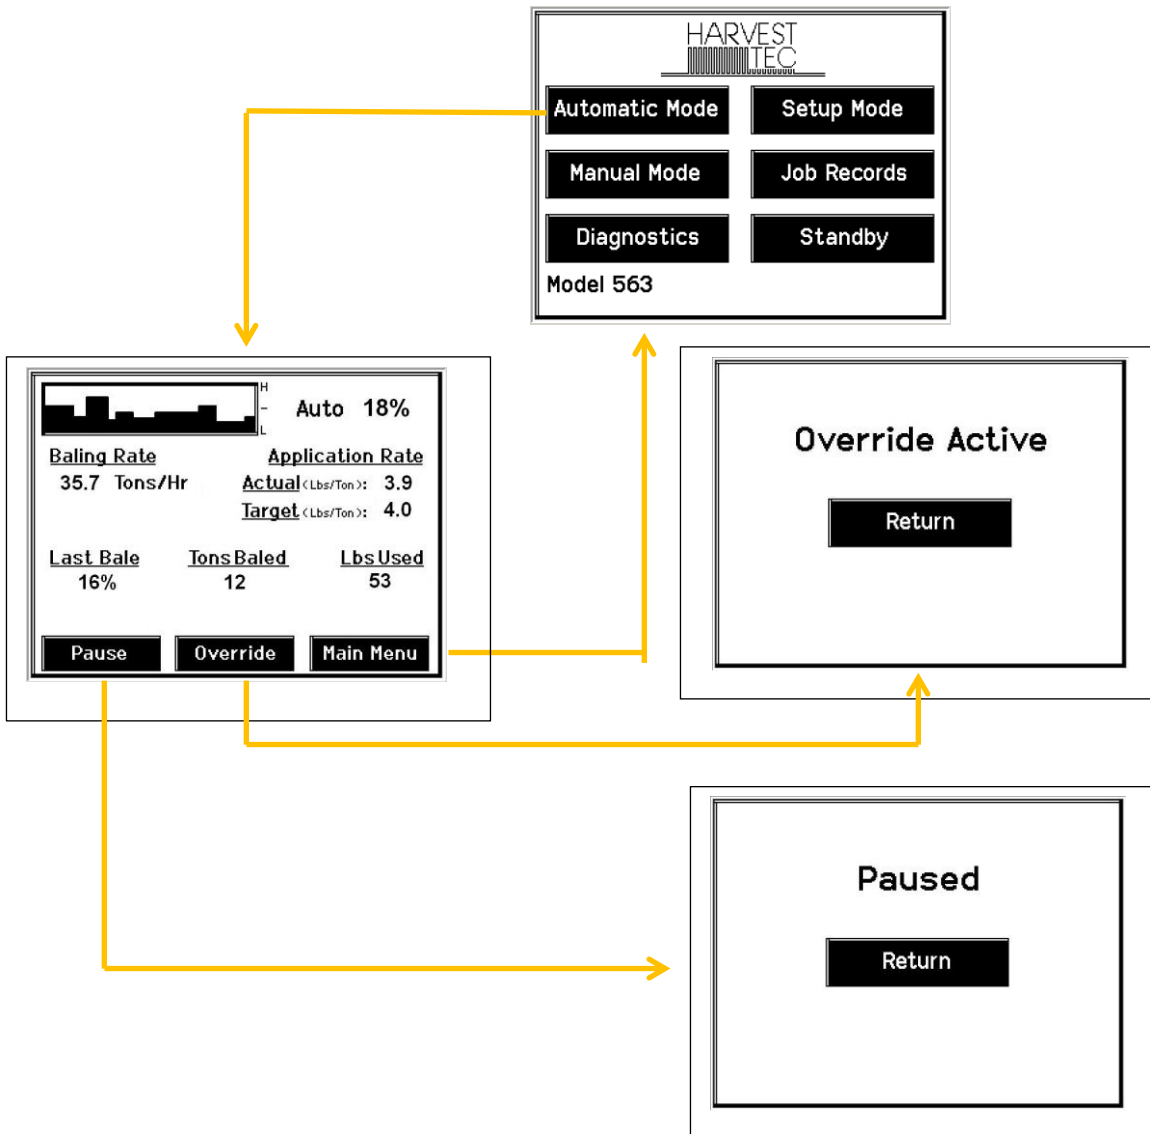 HARVEST
TEC
Automatic Mode Setup Mode
Manual Mode Job Records
Diagnostics Standby
Model 563
H
-
L
Auto 18%
Baling Rate Application Rate
35.7 Tons/Hr Actual (Lbs/Ton): 3.9
Target (Lbs/Ton): 4.0
Last Bale Tons Baled Lbs Used
16% 12 53
Pause Override Main Menu
Override Active
Return
Paused
Return